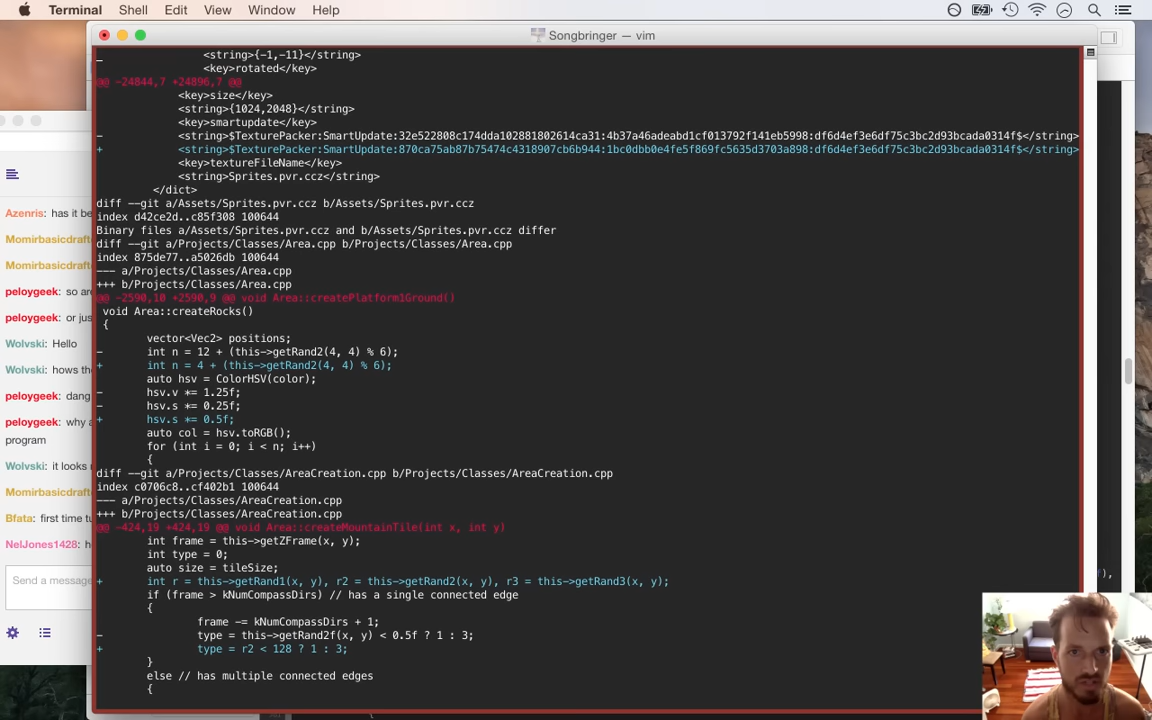 Terminal Shell Edit View Window Help
Songbringer — vim
<string>{-1,-11}</string>
<key>rotated</key>
@@ -24844,7 +24896,7 @@
<key>size</key>
<string>{1024,2048}</string>
<key>smartupdate</key>
- <string>$TexturePacker:SmartUpdate:32e522808c174dda102881802614ca31:4b37a46adeabd1cf013792f141eb5998:df6d4ef3e6df75c3bc2d93bcada0314f$</string>
+ <string>$TexturePacker:SmartUpdate:870ca75ab87b75474c4318907cb6b944:1bc0dbb0e4fe5f869fc5635d3703a898:df6d4ef3e6df75c3bc2d93bcada0314f$</string>
<key>textureFileName</key>
<string>Sprites.pvr.ccz</string>
</dict>
diff --git a/Assets/Sprites.pvr.ccz b/Assets/Sprites.pvr.ccz
index d42ce2d..c85f308 100644
Binary files a/Assets/Sprites.pvr.ccz and b/Assets/Sprites.pvr.ccz differ
diff --git a/Projects/Classes/Area.cpp b/Projects/Classes/Area.cpp
index 875de77..a5026db 100644
--- a/Projects/Classes/Area.cpp
+++ b/Projects/Classes/Area.cpp
@@ -2590,10 +2590,9 @@ void Area::createPlatform1Ground()
void Area::createRocks()
{
vector<Vec2> positions;
- int n = 12 + (this->getRand2(4, 4) % 6);
+ int n = 4 + (this->getRand2(4, 4) % 6);
auto hsv = ColorHSV(color);
- hsv.v *= 1.25f;
- hsv.s *= 0.25f;
+ hsv.s *= 0.5f;
auto col = hsv.toRGB();
for (int i = 0; i < n; i++)
{
diff --git a/Projects/Classes/AreaCreation.cpp b/Projects/Classes/AreaCreation.cpp
index c0706c8..cf402b1 100644
--- a/Projects/Classes/AreaCreation.cpp
+++ b/Projects/Classes/AreaCreation.cpp
@@ -424,19 +424,19 @@ void Area::createMountainTile(int x, int y)
int frame = this->getZFrame(x, y);
int type = 0;
auto size = tileSize;
+ int r = this->getRand1(x, y), r2 = this->getRand2(x, y), r3 = this->getRand3(x, y);
if (frame > kNumCompassDirs) // has a single connected edge
{
frame -= kNumCompassDirs + 1;
- type = this->getRand2f(x, y) < 0.5f ? 1 : 3;
+ type = r2 < 128 ? 1 : 3;
}
else // has multiple connected edges
{
Azenris: has it be
Momirbasicdraft
Momirbasicdraft
peloygeek: so are
peloygeek: or jus
Wolvski: Hello
Wolvski: hows th
peloygeek: dang
peloygeek: why a
program
Wolvski: it looks
Momirbasicdraft
Bfata: first time tu
NelJones1428: h
Send a message
),